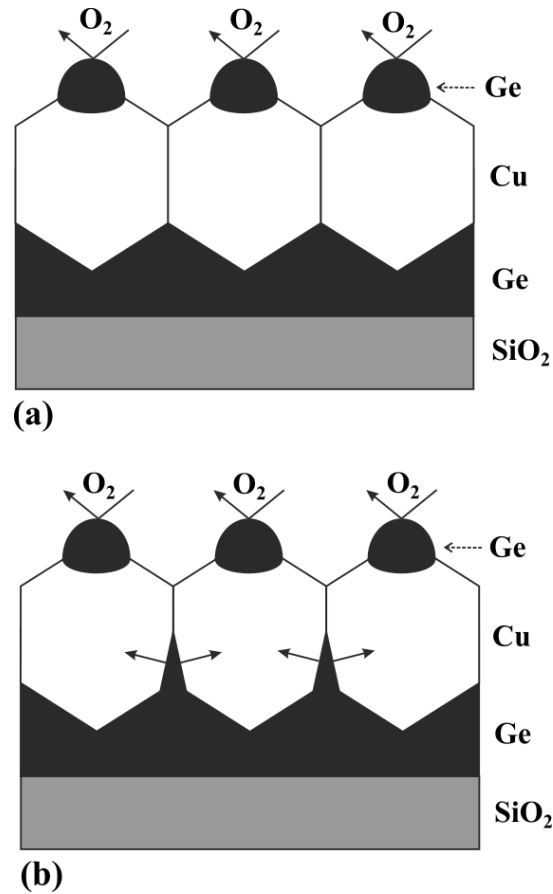 O₂ O₂ O₂
Ge
Cu
Ge
SiO₂
(a)
O₂ O₂ O₂
Ge
Cu
Ge
SiO₂
(b)